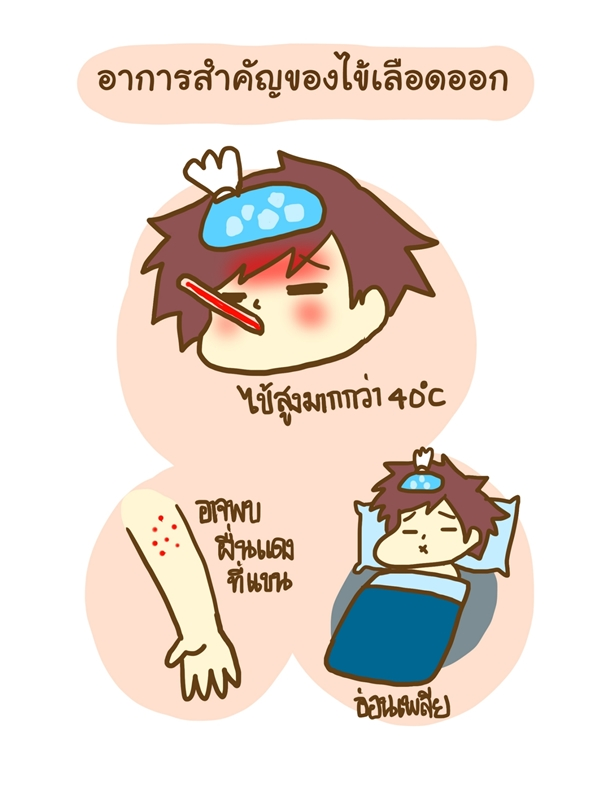 อาการสำคัญของไข้เลือดออก
ไข้สูงมากกว่า 40°C
อาจพบ
ผื่นแดง
ที่แขน
อ่อนเพลีย